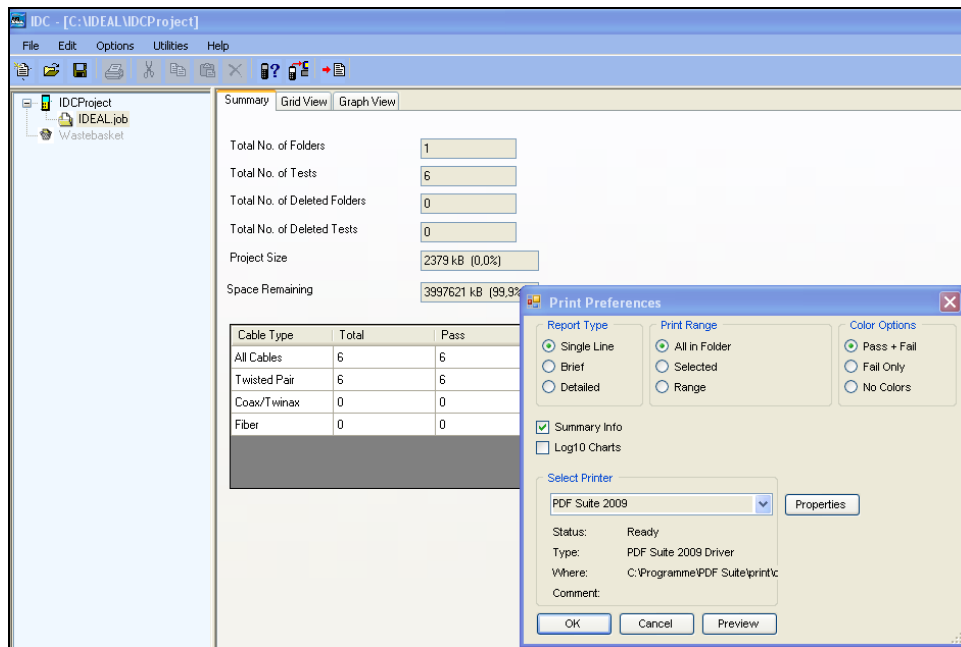 IDC - [C:\IDEAL\IDCProject]
File Edit Options Utilities Help
IDCProject
IDEAL.job
Wastebasket
Summary Grid View Graph View
Total No. of Folders 1
Total No. of Tests 6
Total No. of Deleted Folders 0
Total No. of Deleted Tests 0
Project Size 2379 kB (0,0%)
Space Remaining 3997621 kB (99,9%
Cable Type Total Pass
All Cables 6 6
Twisted Pair 6 6
Coax/Twinax 0 0
Fiber 0 0
Print Preferences
Report Type Print Range Color Options
Single Line All in Folder Pass + Fail
Brief Selected Fail Only
Detailed Range No Colors
Summary Info
Log10 Charts
Select Printer
PDF Suite 2009 Properties
Status: Ready
Type: PDF Suite 2009 Driver
Where: C:\Programme\PDF Suite\print\c
Comment:
OK Cancel Preview